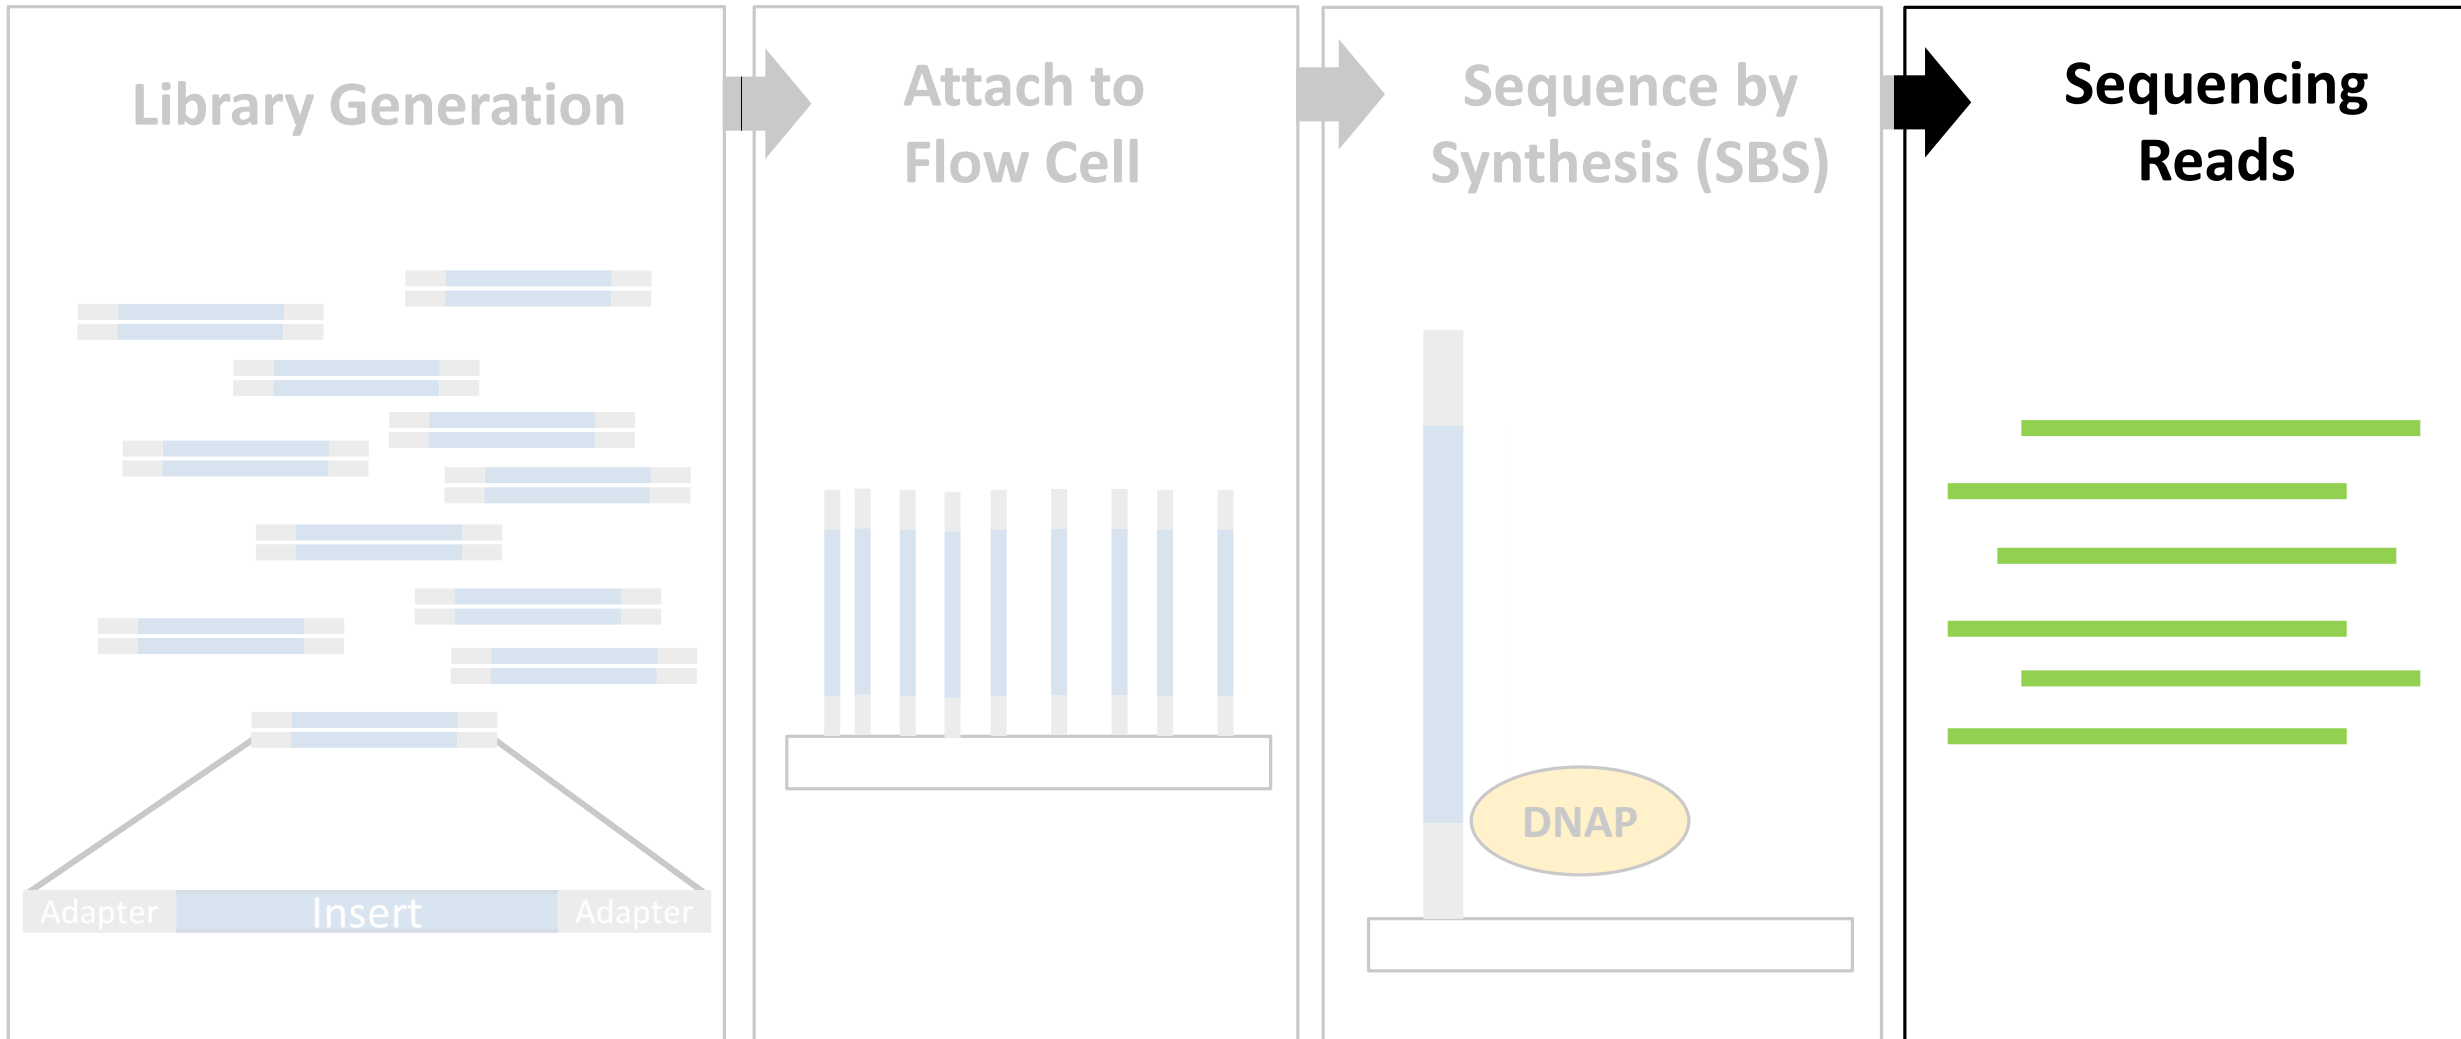 Library Generation
Attach to
Flow Cell
Sequence by
Synthesis (SBS)
Sequencing
Reads
DNAP
Adapter
Insert
Adapter